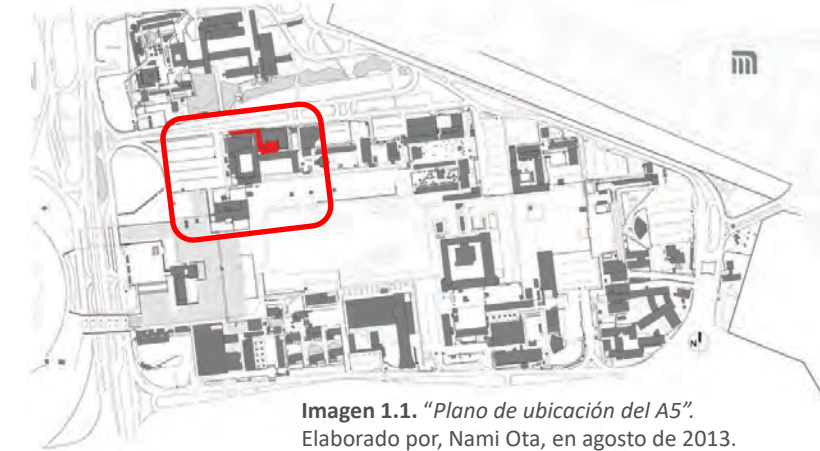 N
Imagen 1.1. “Plano de ubicación del A5”.
Elaborado por, Nami Ota, en agosto de 2013.